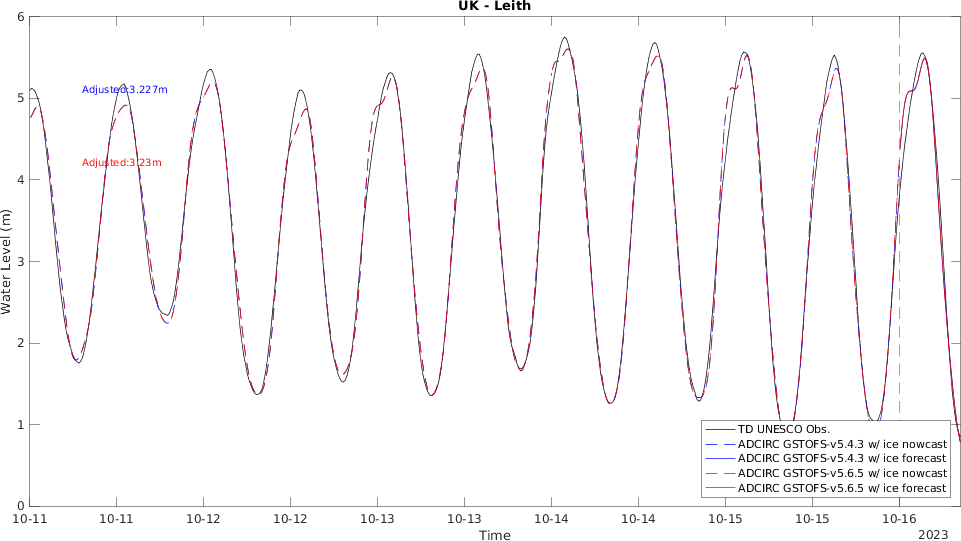 UK - Leith
6
5
4
3
2
1
0
Water Level (m)
Adjusted:3.227m
Adjusted:3.23m
TD UNESCO Obs.
ADCIRC GSTOFS-v5.4.3 w/ ice nowcast
ADCIRC GSTOFS-v5.4.3 w/ ice forecast
ADCIRC GSTOFS-v5.6.5 w/ ice nowcast
ADCIRC GSTOFS-v5.6.5 w/ ice forecast
10-11 10-11 10-12 10-12 10-13 10-13 10-14 10-14 10-15 10-15 10-16
Time
2023